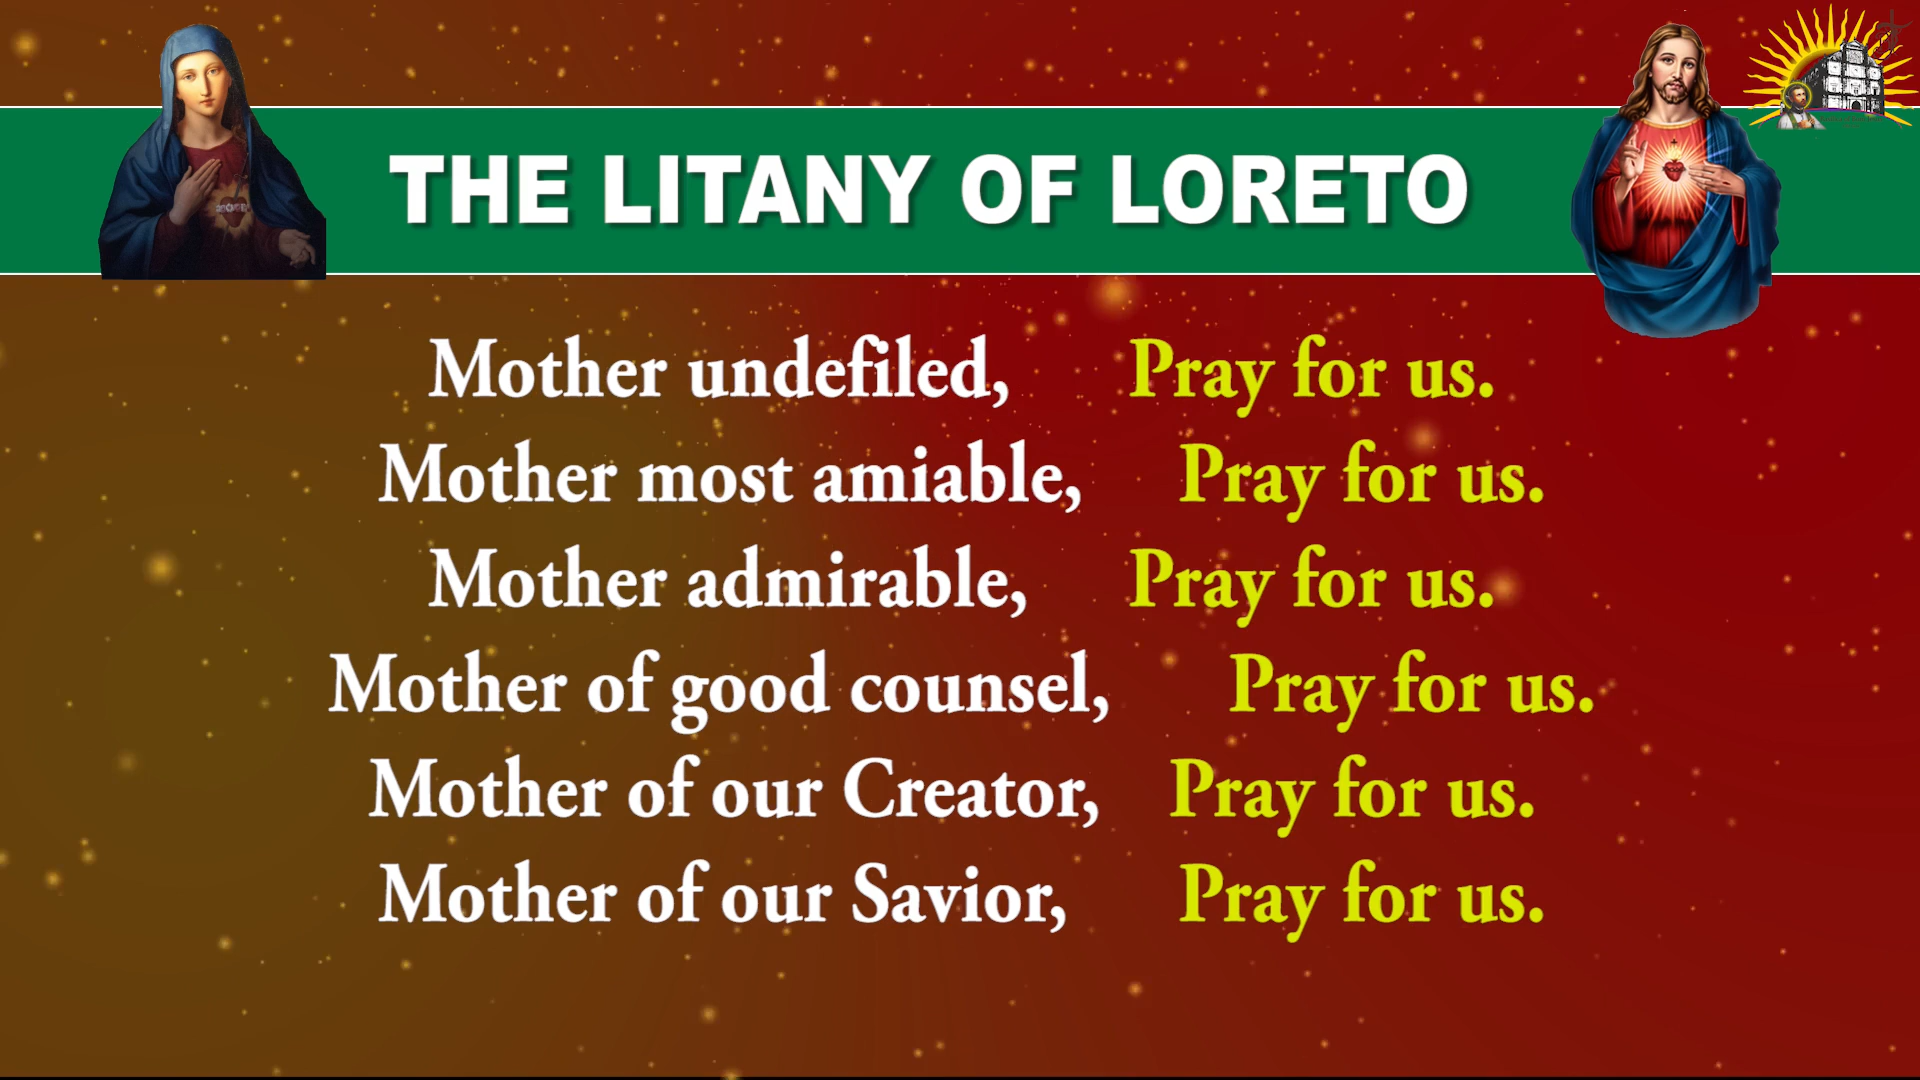 THE LITANY OF LORETO
Mother undefiled, Pray for us.
Mother most amiable, Pray for us.
Mother admirable, Pray for us.
Mother of good counsel, Pray for us.
Mother of our Creator, Pray for us.
Mother of our Savior, Pray for us.